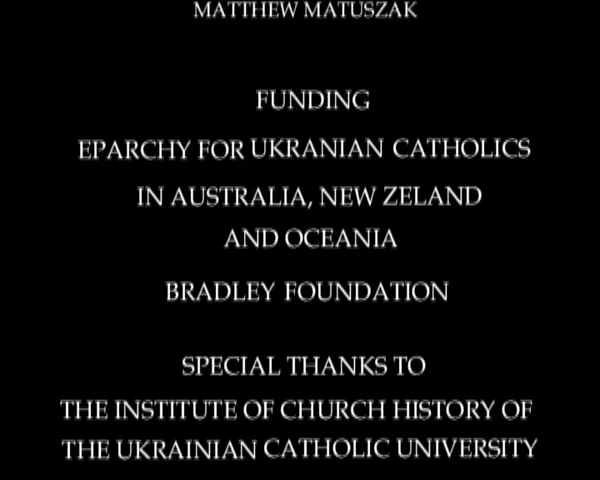 MATTHEW MATUSZAK
FUNDING
EPARCHY FOR UKRANIAN CATHOLICS
IN AUSTRALIA, NEW ZELAND
AND OCEANIA
BRADLEY FOUNDATION
SPECIAL THANKS TO
THE INSTITUTE OF CHURCH HISTORY OF
THE UKRAINIAN CATHOLIC UNIVERSITY